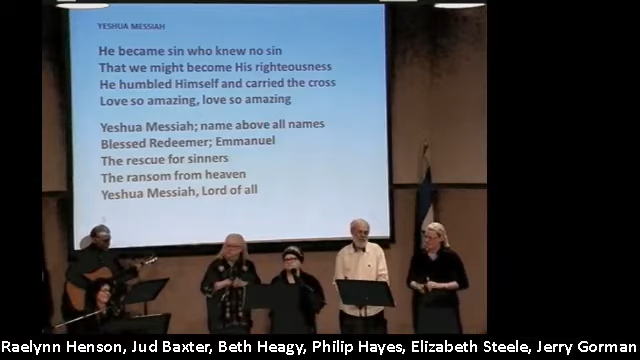 YESHUA MESSIAH
He became sin who knew no sin
That we might become His righteousness
He humbled Himself and carried the cross
Love so amazing, love so amazing
Yeshua Messiah; name above all names
Blessed Redeemer; Emmanuel
The rescue for sinners
The ransom from heaven
Yeshua Messiah, Lord of all
Raelynn Henson, Jud Baxter, Beth Heagy, Philip Hayes, Elizabeth Steele, Jerry Gorman